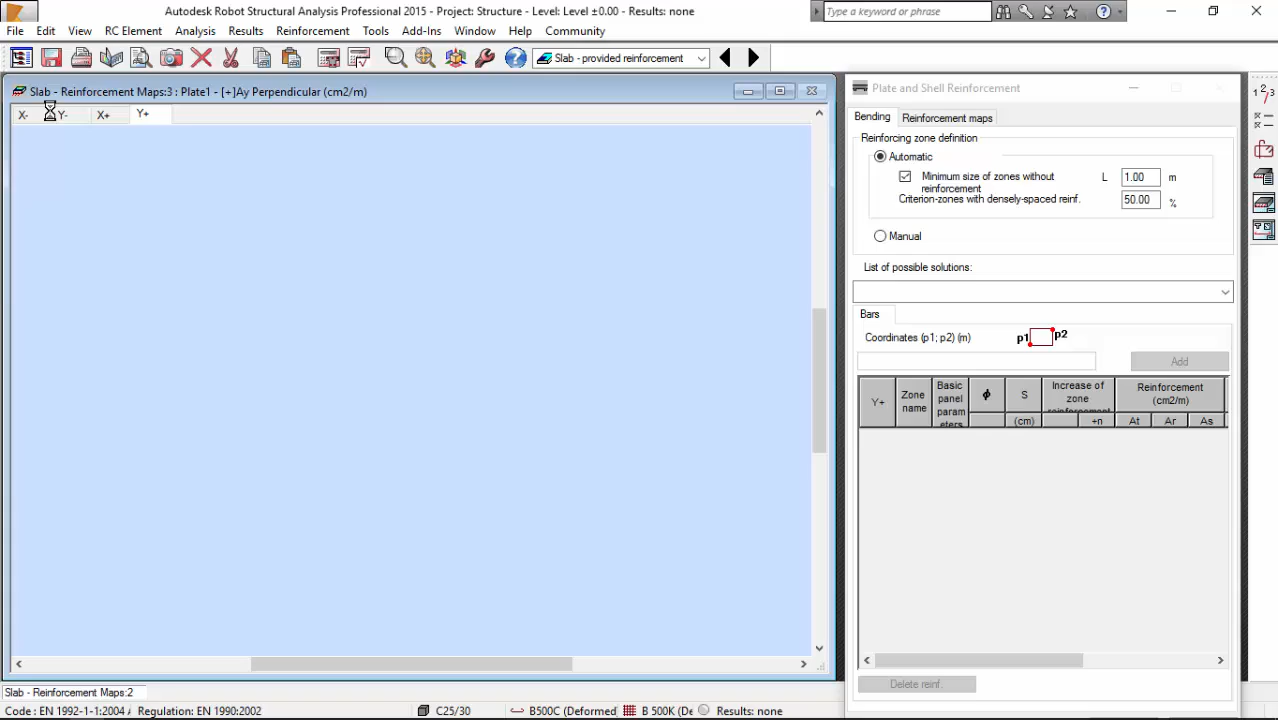 Autodesk Robot Structural Analysis Professional 2015 - Project: Structure - Level: Level ±0.00 - Results: none
Type a keyword or phrase
File Edit View RC Element Analysis Results Reinforcement Tools Add-Ins Window Help Community
Slab - provided reinforcement
Slab - Reinforcement Maps:3 : Plate1 - [+]Ay Perpendicular (cm2/m)
X- Y- X+ Y+
Plate and Shell Reinforcement
Bending Reinforcement maps
Reinforcing zone definition
Automatic
Minimum size of zones without reinforcement L 1.00 m
Criterion-zones with densely-spaced reinf. 50.00 %
Manual
List of possible solutions:
Bars
Coordinates (p1; p2) (m) p1 p2
Add
Y+ Zone name Basic panel param eters ϕ S Increase of zone reinforcement Reinforcement (cm2/m)
(cm) +n At Ar As
Delete reinf.
Slab - Reinforcement Maps:2
Code : EN 1992-1-1:2004 A Regulation: EN 1990:2002 C25/30 B500C (Deformed B 500K (De Results: none